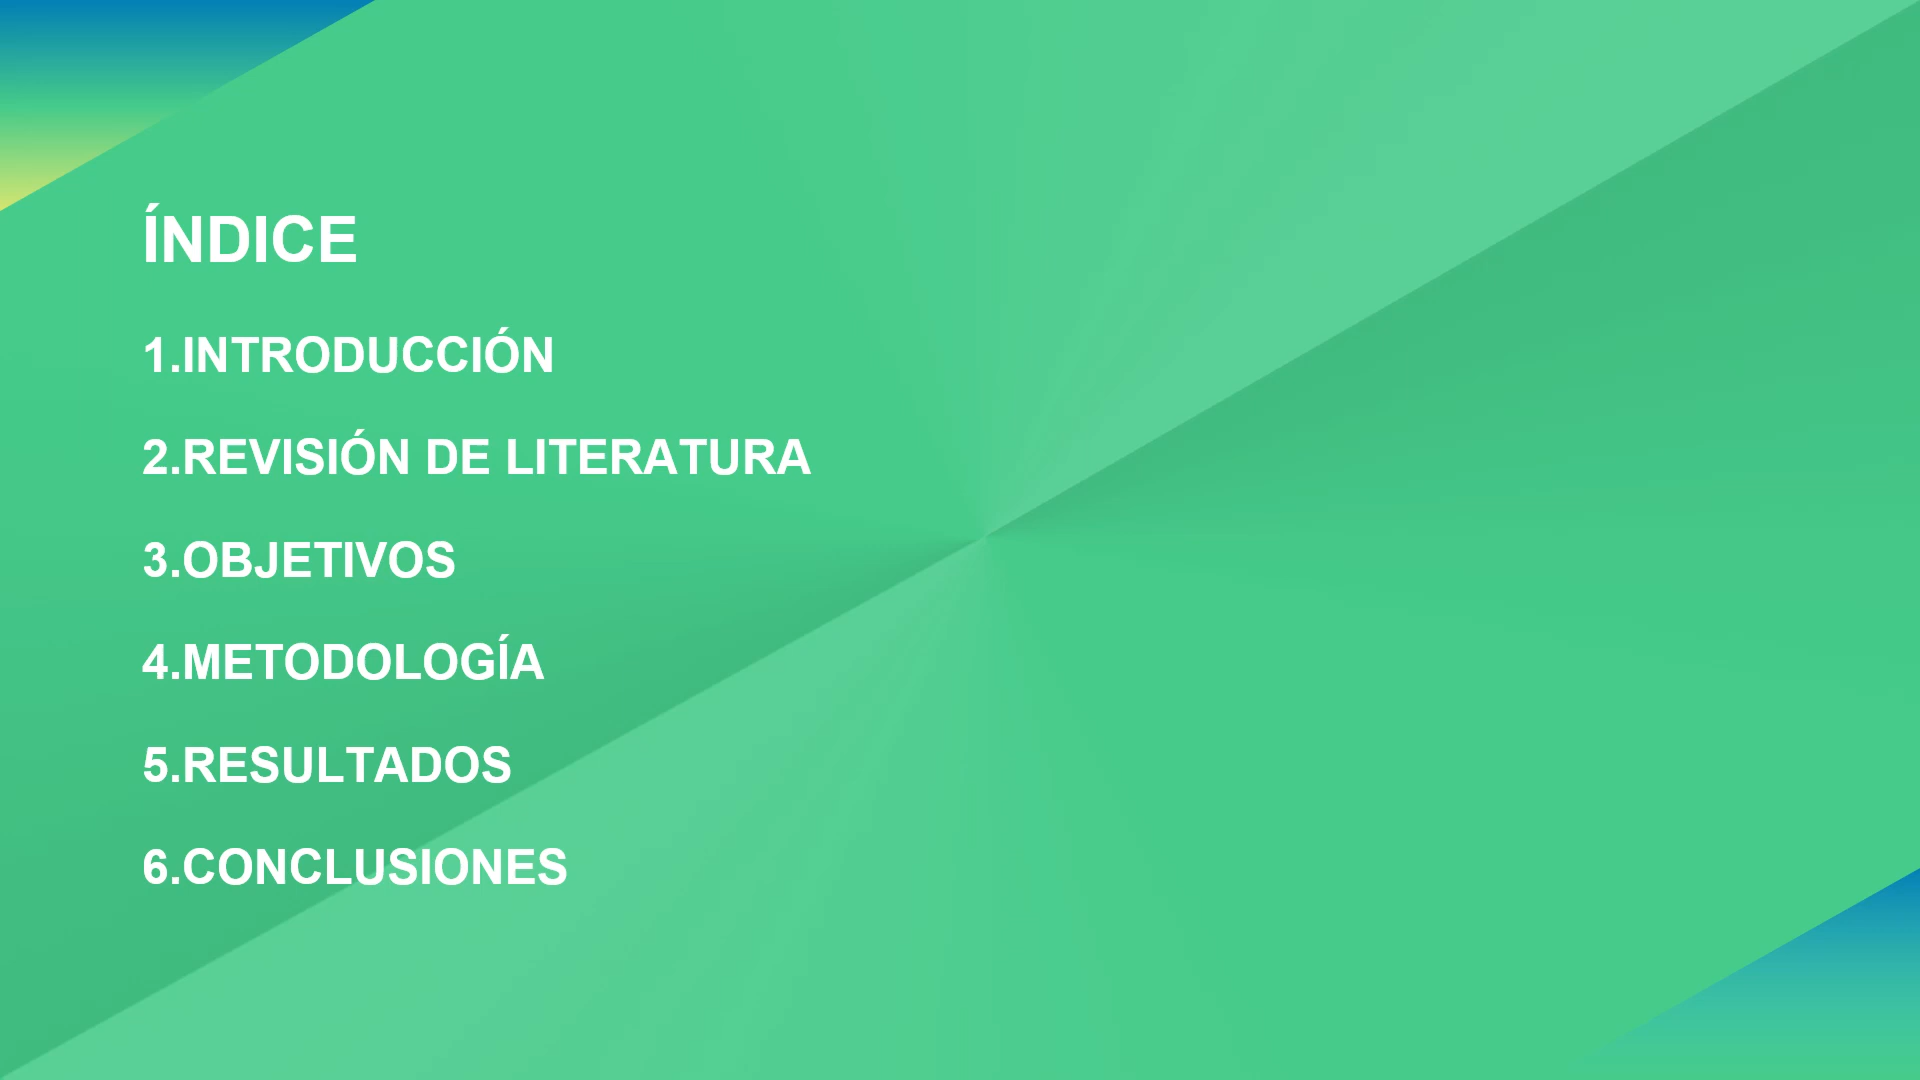 ÍNDICE
1.INTRODUCCIÓN
2.REVISIÓN DE LITERATURA
3.OBJETIVOS
4.METODOLOGÍA
5.RESULTADOS
6.CONCLUSIONES